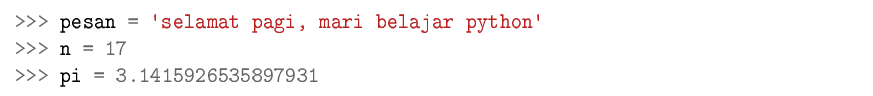 >>> pesan = 'selamat pagi, mari belajar python'
>>> n = 17
>>> pi = 3.1415926535897931